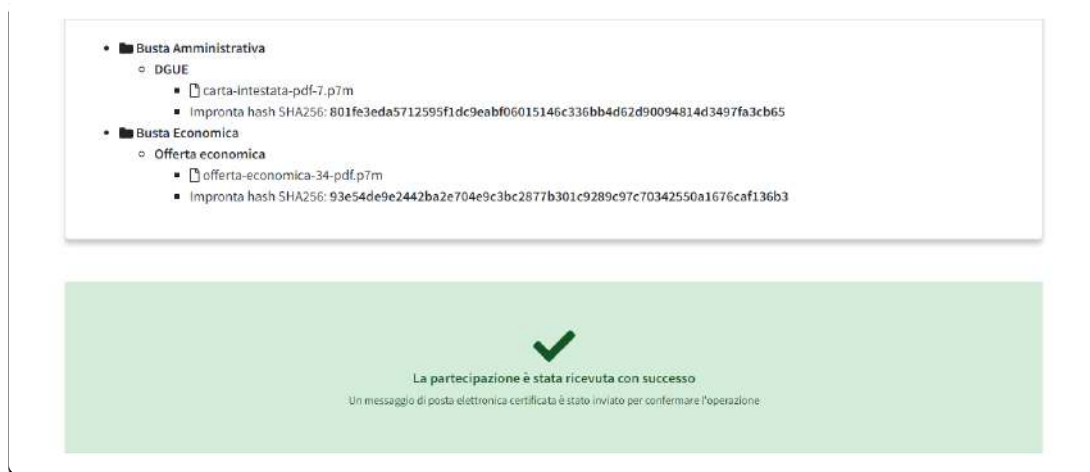 Busta Amministrativa
DGUE
carta-intestata-pdf-7.p7m
Impronta hash SHA256: 801fe3eda5712595f1dc9eabf06015146c336bb4d62d90094814d3497fa3cb65
Busta Economica
Offerta economica
offerta-economica-34-pdf.p7m
Impronta hash SHA256: 93e54de9e2442ba2e704e9c3bc2877b301c9289c97c70342550a1676caf136b3
La partecipazione è stata ricevuta con successo
Un messaggio di posta elettronica certificata è stato inviato per confermare l'operazione